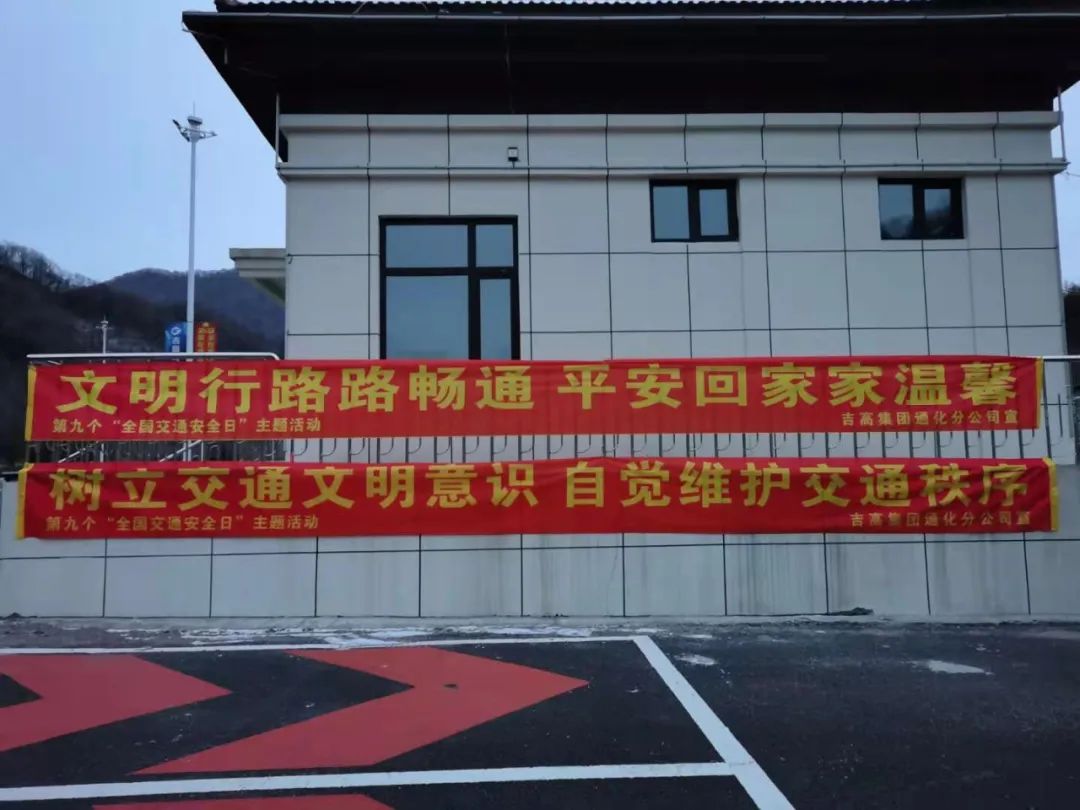 文明行路路畅通 平安回家家温馨
第九个“全国交通安全日”主题活动
吉高集团通化分公司宣
树立交通文明意识 自觉维护交通秩序
第九个“全国交通安全日”主题活动
吉高集团通化分公司宣